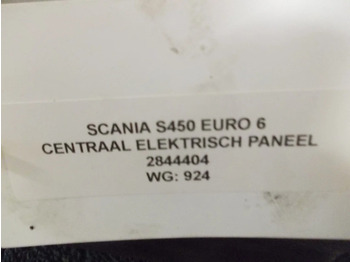 SCANIA S450 EURO 6
CENTRAAL ELEKTRISCH PANEEL
2844404
WG: 924